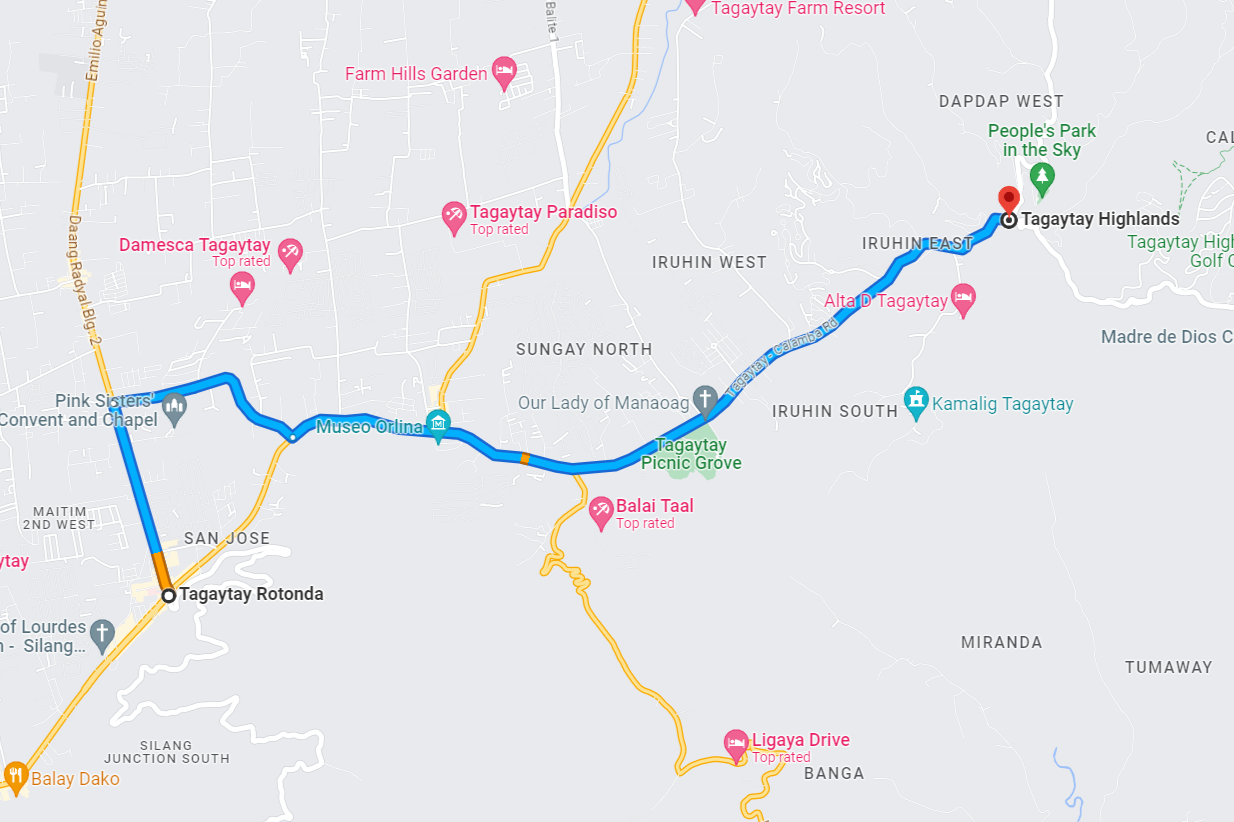 Tagaytay Farm Resort
Balite 1
Emilio Aguin
Farm Hills Garden
DAPDAP WEST
People's Park
in the Sky
CAL
Tagaytay Paradiso
Top rated
Tagaytay Highlands
Daang Radyal Blg. 2
Damesca Tagaytay
Top rated
IRUHIN EAST
Tagaytay High
Golf C
IRUHIN WEST
Alta D Tagaytay
Tagaytay - Calamba Rd
Madre de Dios C
SUNGAY NORTH
Pink Sisters'
Convent and Chapel
Our Lady of Manaoag
IRUHIN SOUTH
Kamalig Tagaytay
Museo Orlina
Tagaytay
Picnic Grove
Balai Taal
Top rated
MAITIM
2ND WEST
SAN JOSE
ytay
Tagaytay Rotonda
of Lourdes
n - Silang...
MIRANDA
TUMAWAY
SILANG
JUNCTION SOUTH
Ligaya Drive
Top rated
BANGA
Balay Dako